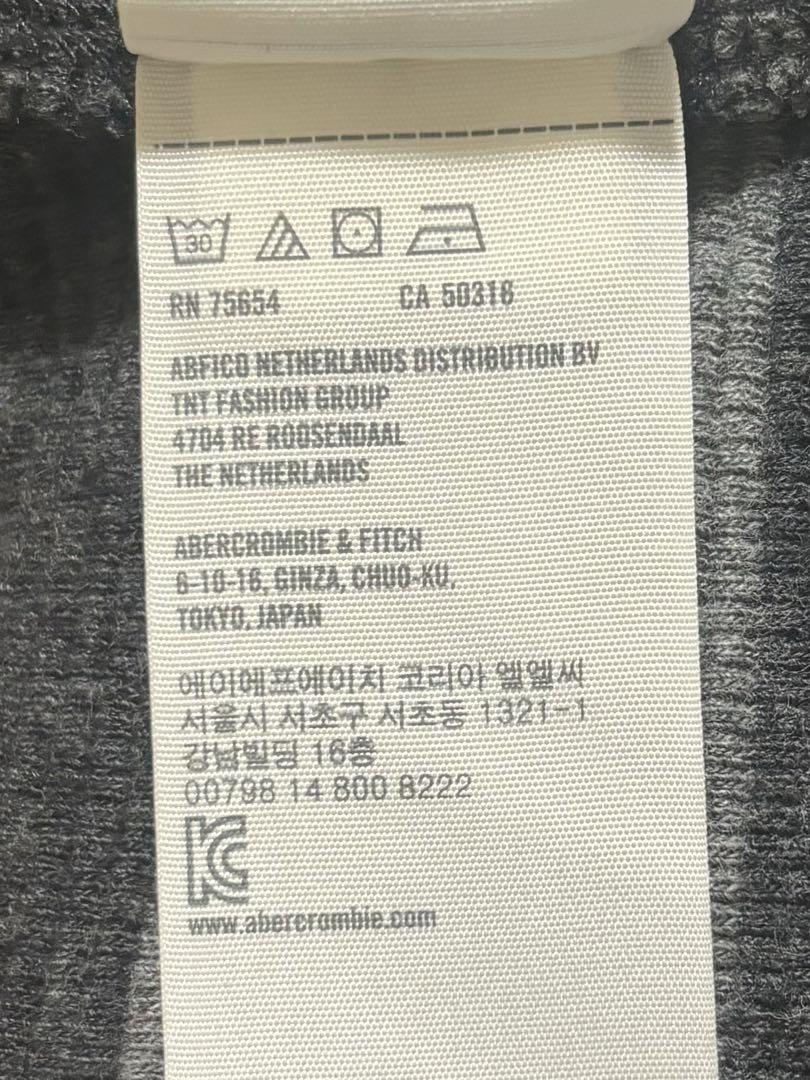 30
RN 75654 CA 50316
ABFICO NETHERLANDS DISTRIBUTION BV
TNT FASHION GROUP
4704 RE ROOSENDAAL
THE NETHERLANDS
ABERCROMBIE & FITCH
6-10-16, GINZA, CHUO-KU,
TOKYO, JAPAN
에이에프에이치 코리아 엘엘씨
서울시 서초구 서초동 1321-1
강남빌딩 16층
00798 14 800 8222
KC
www.abercrombie.com